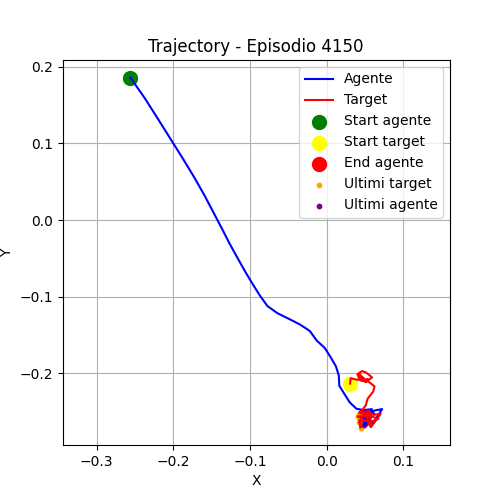 Trajectory - Episodio 4150
Agente
Target
Start agente
Start target
End agente
Ultimi target
Ultimi agente
0.2
0.1
0.0
−0.1
−0.2
Y
−0.3
−0.2
−0.1
0.0
0.1
X